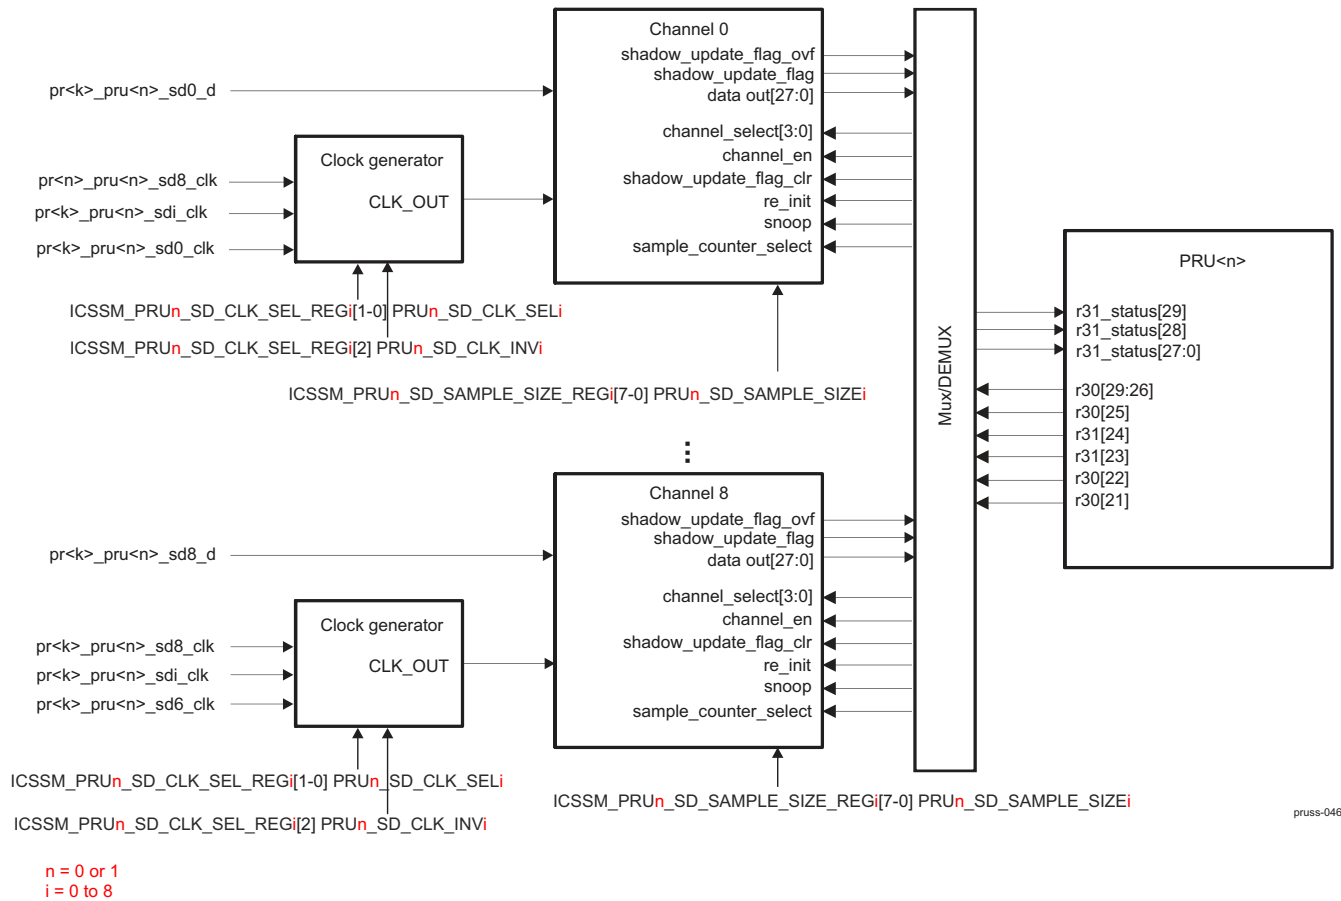 Channel 0
shadow_update_flag_ovf
shadow_update_flag
data out[27:0]
channel_select[3:0]
channel_en
shadow_update_flag_clr
re_init
snoop
sample_counter_select
pr<k>_pru<n>_sd0_d
Clock generator
CLK_OUT
pr<n>_pru<n>_sd8_clk
pr<k>_pru<n>_sdi_clk
pr<k>_pru<n>_sd0_clk
ICSSM_PRUn_SD_CLK_SEL_REGi[1-0] PRUn_SD_CLK_SELi
ICSSM_PRUn_SD_CLK_SEL_REGi[2] PRUn_SD_CLK_INVi
ICSSM_PRUn_SD_SAMPLE_SIZE_REGi[7-0] PRUn_SD_SAMPLE_SIZEi
Mux/DEMUX
PRU<n>
r31_status[29]
r31_status[28]
r31_status[27:0]
r30[29:26]
r30[25]
r31[24]
r31[23]
r30[22]
r30[21]
...
Channel 8
shadow_update_flag_ovf
shadow_update_flag
data out[27:0]
channel_select[3:0]
channel_en
shadow_update_flag_clr
re_init
snoop
sample_counter_select
pr<k>_pru<n>_sd8_d
Clock generator
CLK_OUT
pr<k>_pru<n>_sd8_clk
pr<k>_pru<n>_sdi_clk
pr<k>_pru<n>_sd6_clk
ICSSM_PRUn_SD_CLK_SEL_REGi[1-0] PRUn_SD_CLK_SELi
ICSSM_PRUn_SD_CLK_SEL_REGi[2] PRUn_SD_CLK_INVi
ICSSM_PRUn_SD_SAMPLE_SIZE_REGi[7-0] PRUn_SD_SAMPLE_SIZEi
pruss-046
n = 0 or 1
i = 0 to 8